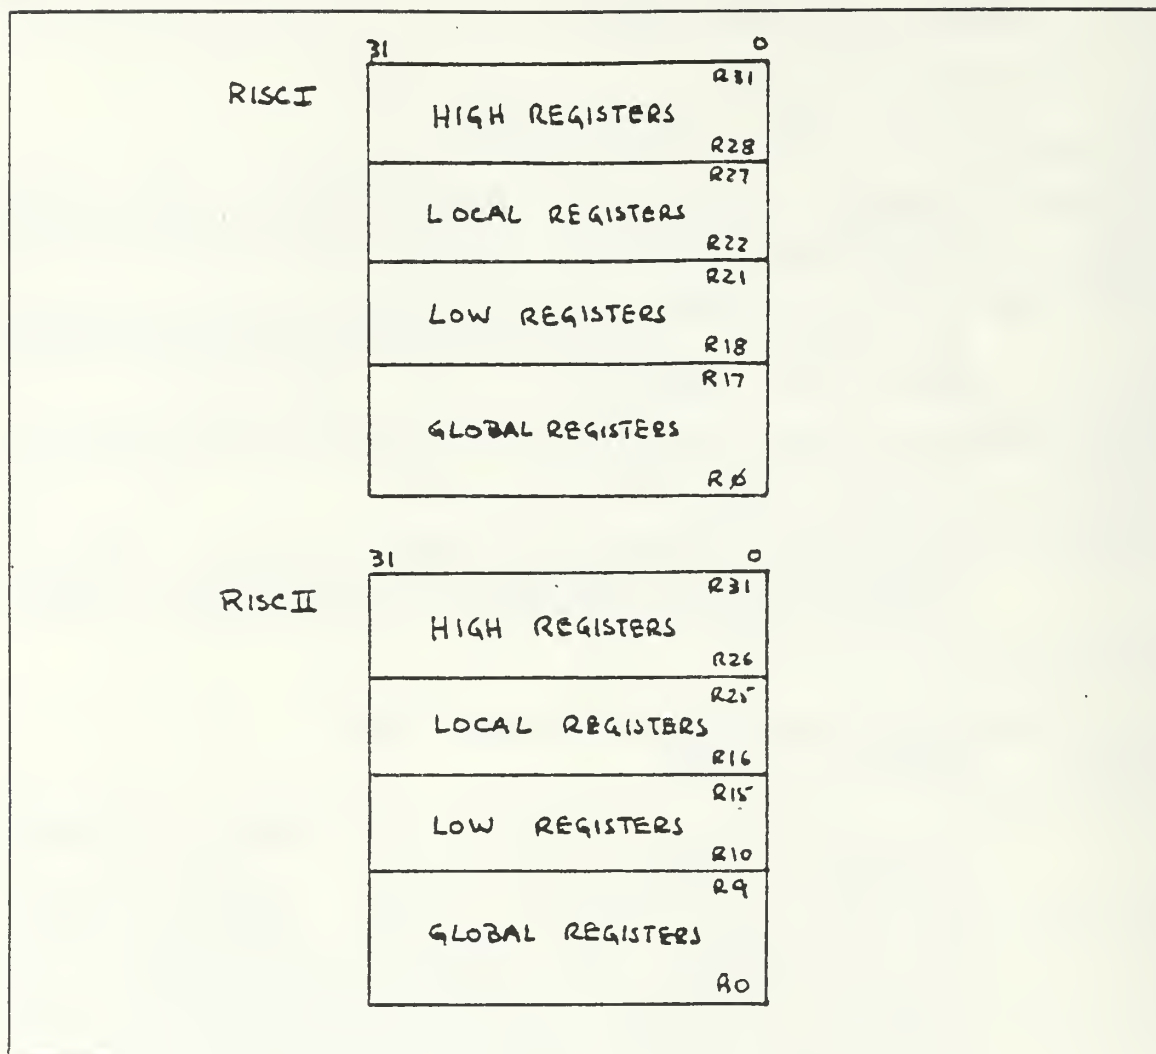 31 0
RISC I
R31
HIGH REGISTERS
R28
R27
LOCAL REGISTERS
R22
R21
LOW REGISTERS
R18
R17
GLOBAL REGISTERS
RØ
31 0
RISC II
R31
HIGH REGISTERS
R26
R25
LOCAL REGISTERS
R16
R15
LOW REGISTERS
R10
R9
GLOBAL REGISTERS
R0